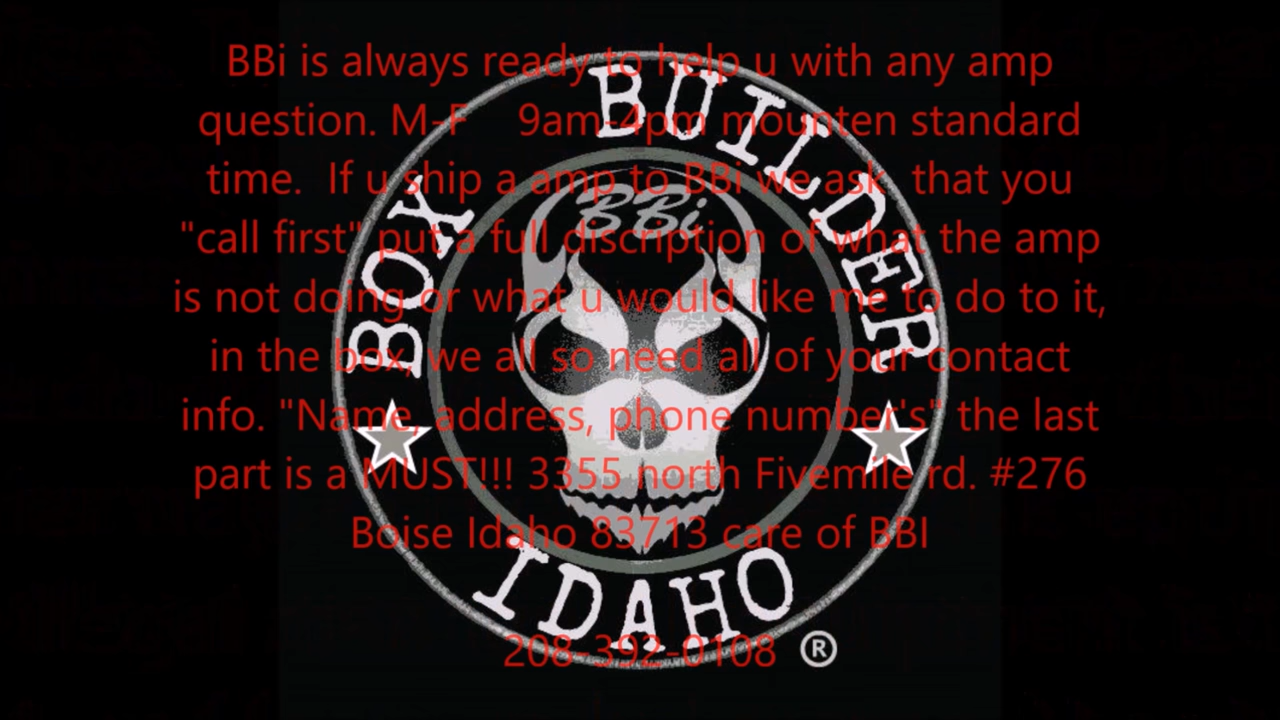 BBi is always ready to help u with any amp
question. M-F 9am-4pm mounten standard
time. If u ship a amp to BBi we ask, that you
"call first" put a full discription of what the amp
is not doing or what u would like me to do to it,
in the box, we all so need all of your contact
info. "Name, address, phone number's" the last
part is a MUST!!! 3355 north Fivemile rd. #276
Boise Idaho 83713 care of BBI
208-392-0108
BOX BUILDER
BBi
IDAHO
®